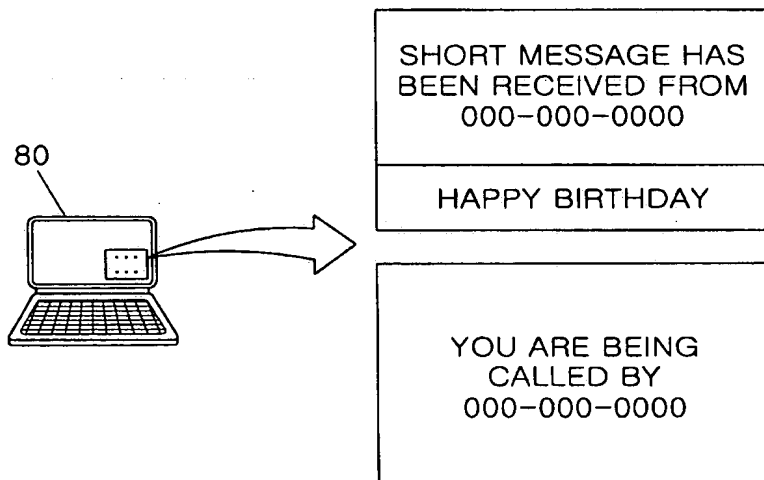 80
SHORT MESSAGE HAS
BEEN RECEIVED FROM
000-000-0000
HAPPY BIRTHDAY
YOU ARE BEING
CALLED BY
000-000-0000